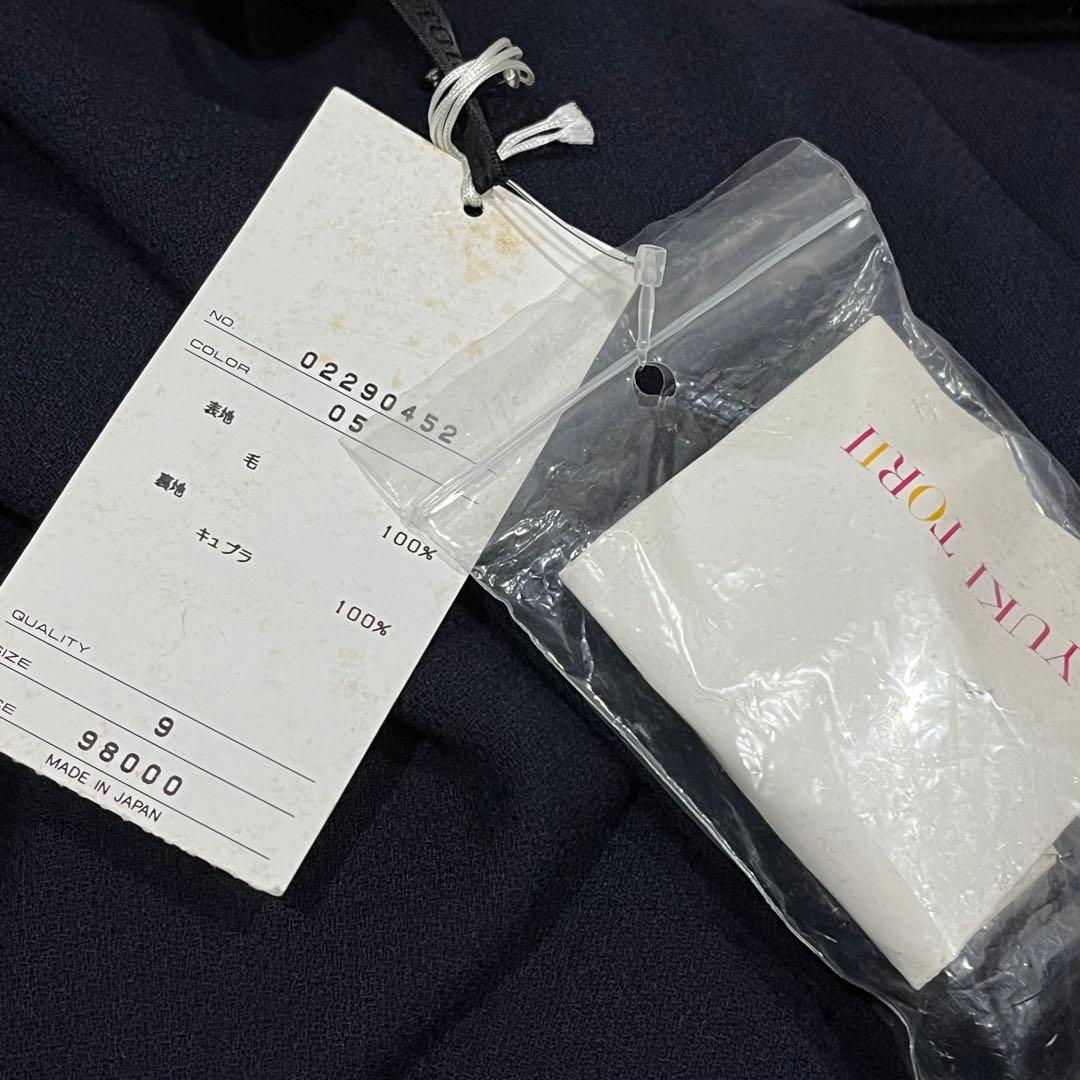 NO. 02290452
COLOR 05
表地
毛
100%
裏地
キュプラ
100%
QUALITY
SIZE 9
98000
MADE IN JAPAN
YUKI TORII